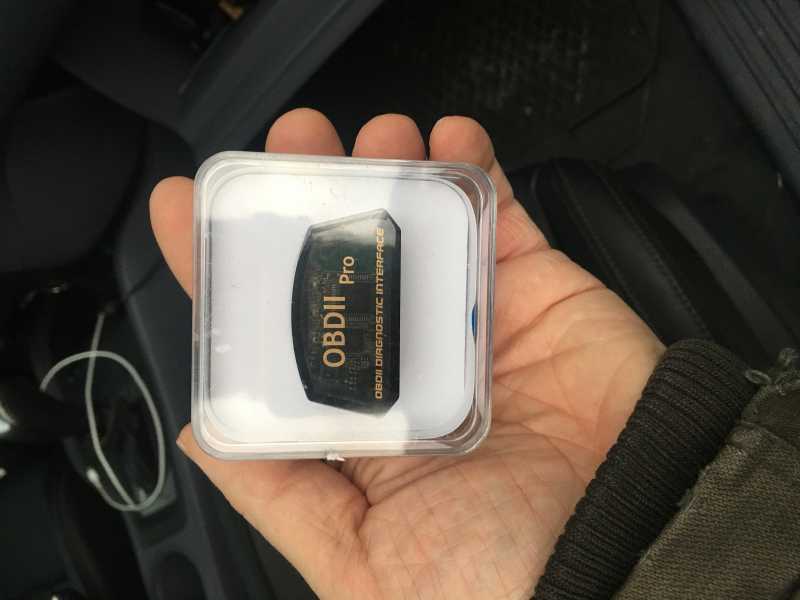 OBDII Pro
OBDII DIAGNOSTIC INTERFACE